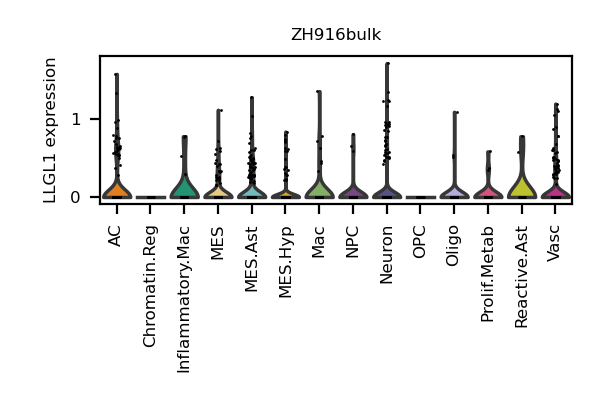 ZH916bulk
LLGL1 expression
1
0
AC
Chromatin.Reg
Inflammatory.Mac
MES
MES.Ast
MES.Hyp
Mac
NPC
Neuron
OPC
Oligo
Prolif.Metab
Reactive.Ast
Vasc